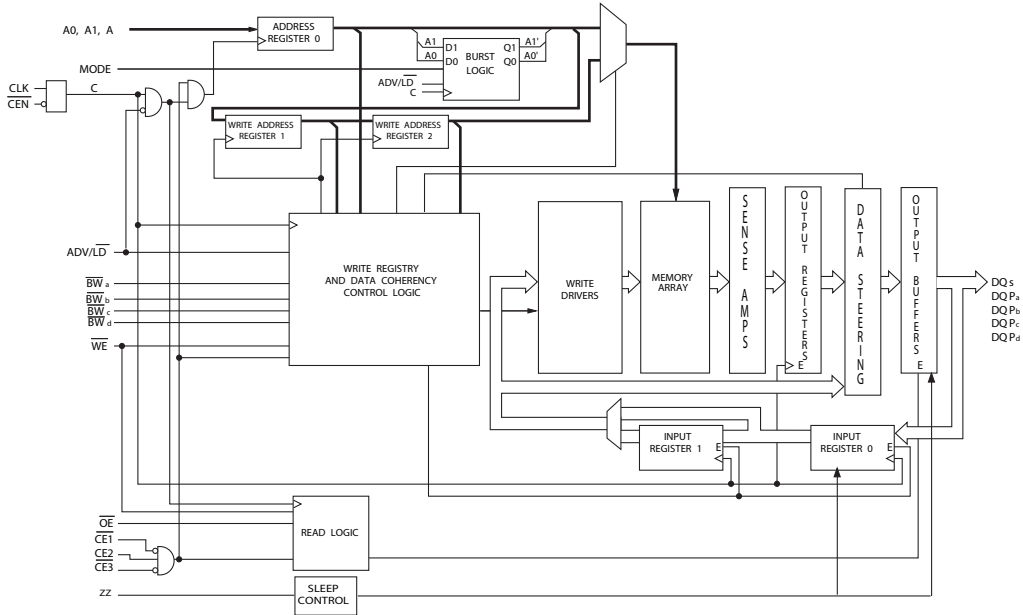 A0, A1, A
ADDRESS
REGISTER 0
MODE
A1
A0
D1
D0
BURST
LOGIC
Q1
Q0
A1'
A0'
ADV/LD
C
CLK
CEN
C
WRITE ADDRESS
REGISTER 1
WRITE ADDRESS
REGISTER 2
ADV/LD
BWa
BWb
BWc
BWd
WE
WRITE REGISTRY
AND DATA COHERENCY
CONTROL LOGIC
WRITE
DRIVERS
MEMORY
ARRAY
SENSE AMPS
OUTPUT REGISTERS
E
DATA STEERING
OUTPUT BUFFERS
E
DQs
DQPa
DQPb
DQPc
DQPd
INPUT
REGISTER 1
E
INPUT
REGISTER 0
E
OE
CE1
CE2
CE3
READ LOGIC
ZZ
SLEEP
CONTROL